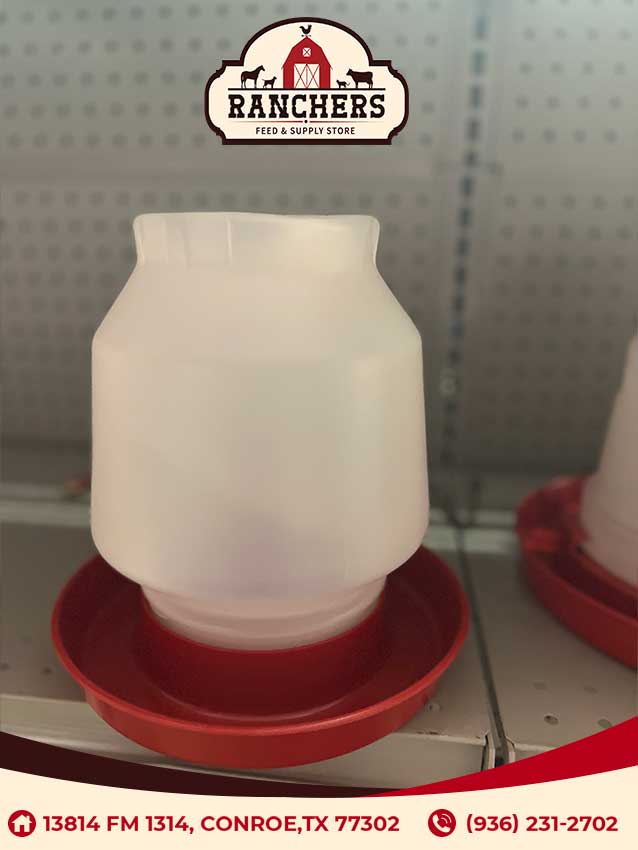 RANCHERS
FEED & SUPPLY STORE
13814 FM 1314, CONROE,TX 77302
(936) 231-2702